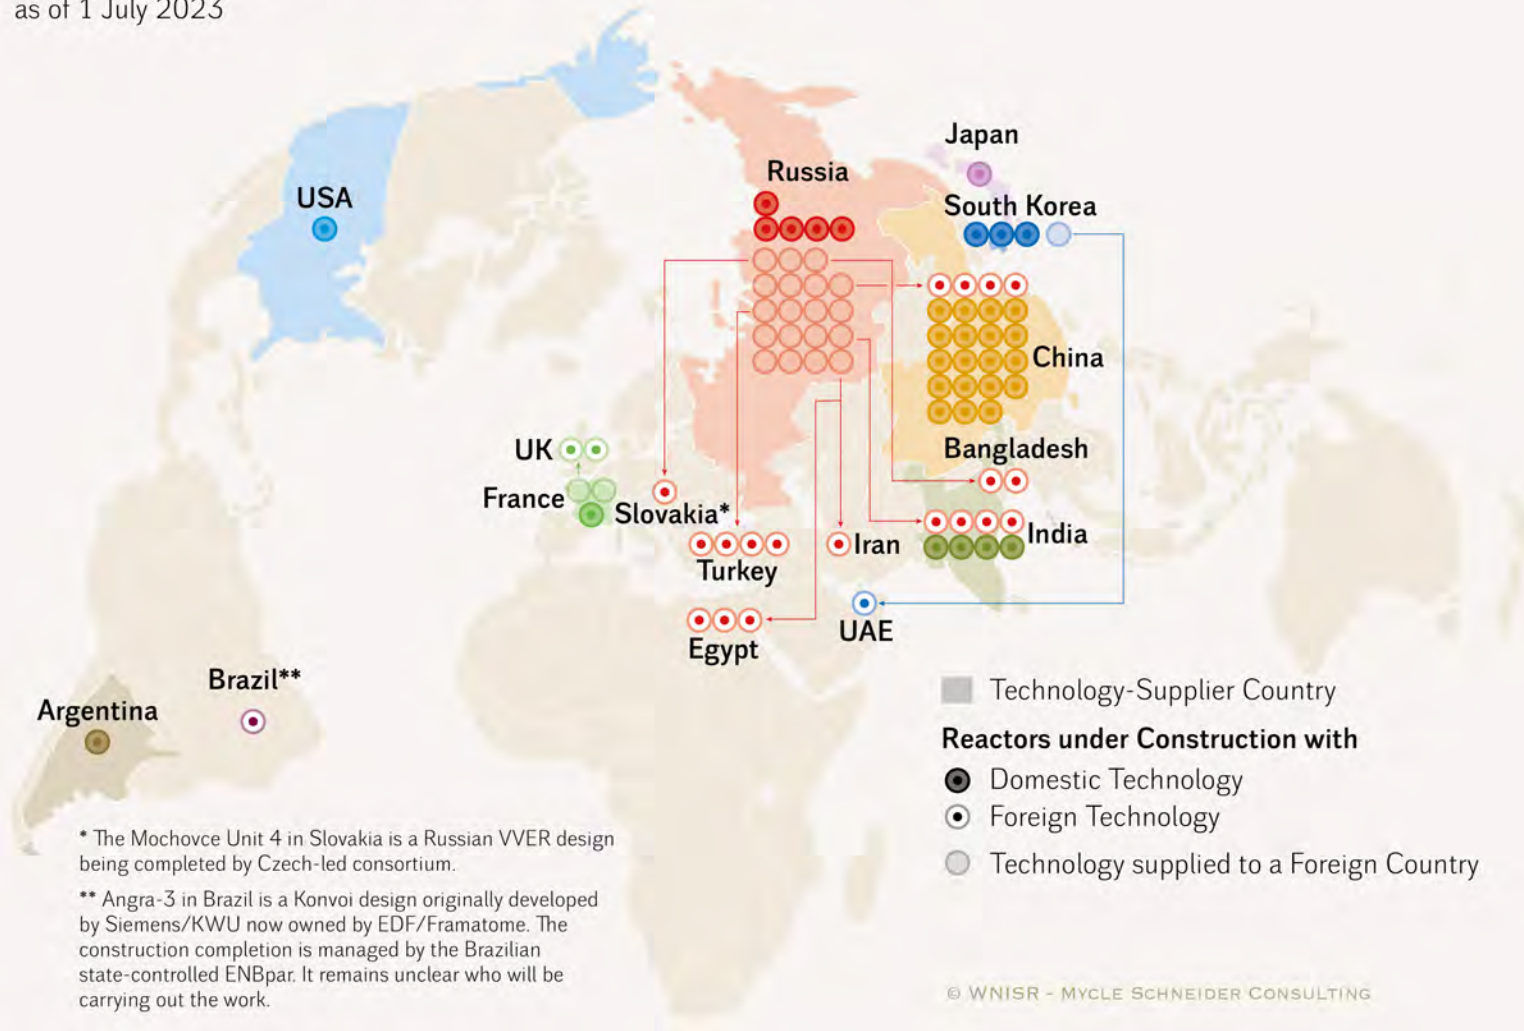 as of 1 July 2023
Japan
Russia
USA
South Korea
China
UK
Bangladesh
France
Slovakia*
India
Iran
Turkey
UAE
Egypt
Brazil**
Argentina
Technology-Supplier Country
Reactors under Construction with
Domestic Technology
Foreign Technology
Technology supplied to a Foreign Country
* The Mochovce Unit 4 in Slovakia is a Russian VVER design
being completed by Czech-led consortium.
** Angra-3 in Brazil is a Konvoi design originally developed
by Siemens/KWU now owned by EDF/Framatome. The
construction completion is managed by the Brazilian
state-controlled ENBpar. It remains unclear who will be
carrying out the work.
© WNISR - Mycle Schneider Consulting